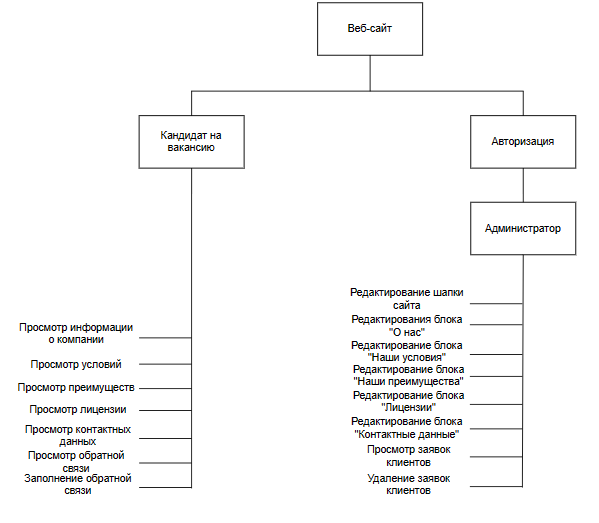 Веб-сайт
Кандидат на
вакансию
Авторизация
Администратор
Просмотр информации
о компании
Просмотр условий
Просмотр преимуществ
Просмотр лицензии
Просмотр контактных
данных
Просмотр обратной
связи
Заполнение обратной
связи
Редактирование шапки
сайта
Редактирования блока
"О нас"
Редактирование блока
"Наши условия"
Редактирование блока
"Наши преимущества"
Редактирование блока
"Лицензии"
Редактирование блока
"Контактные данные"
Просмотр заявок
клиентов
Удаление заявок
клиентов